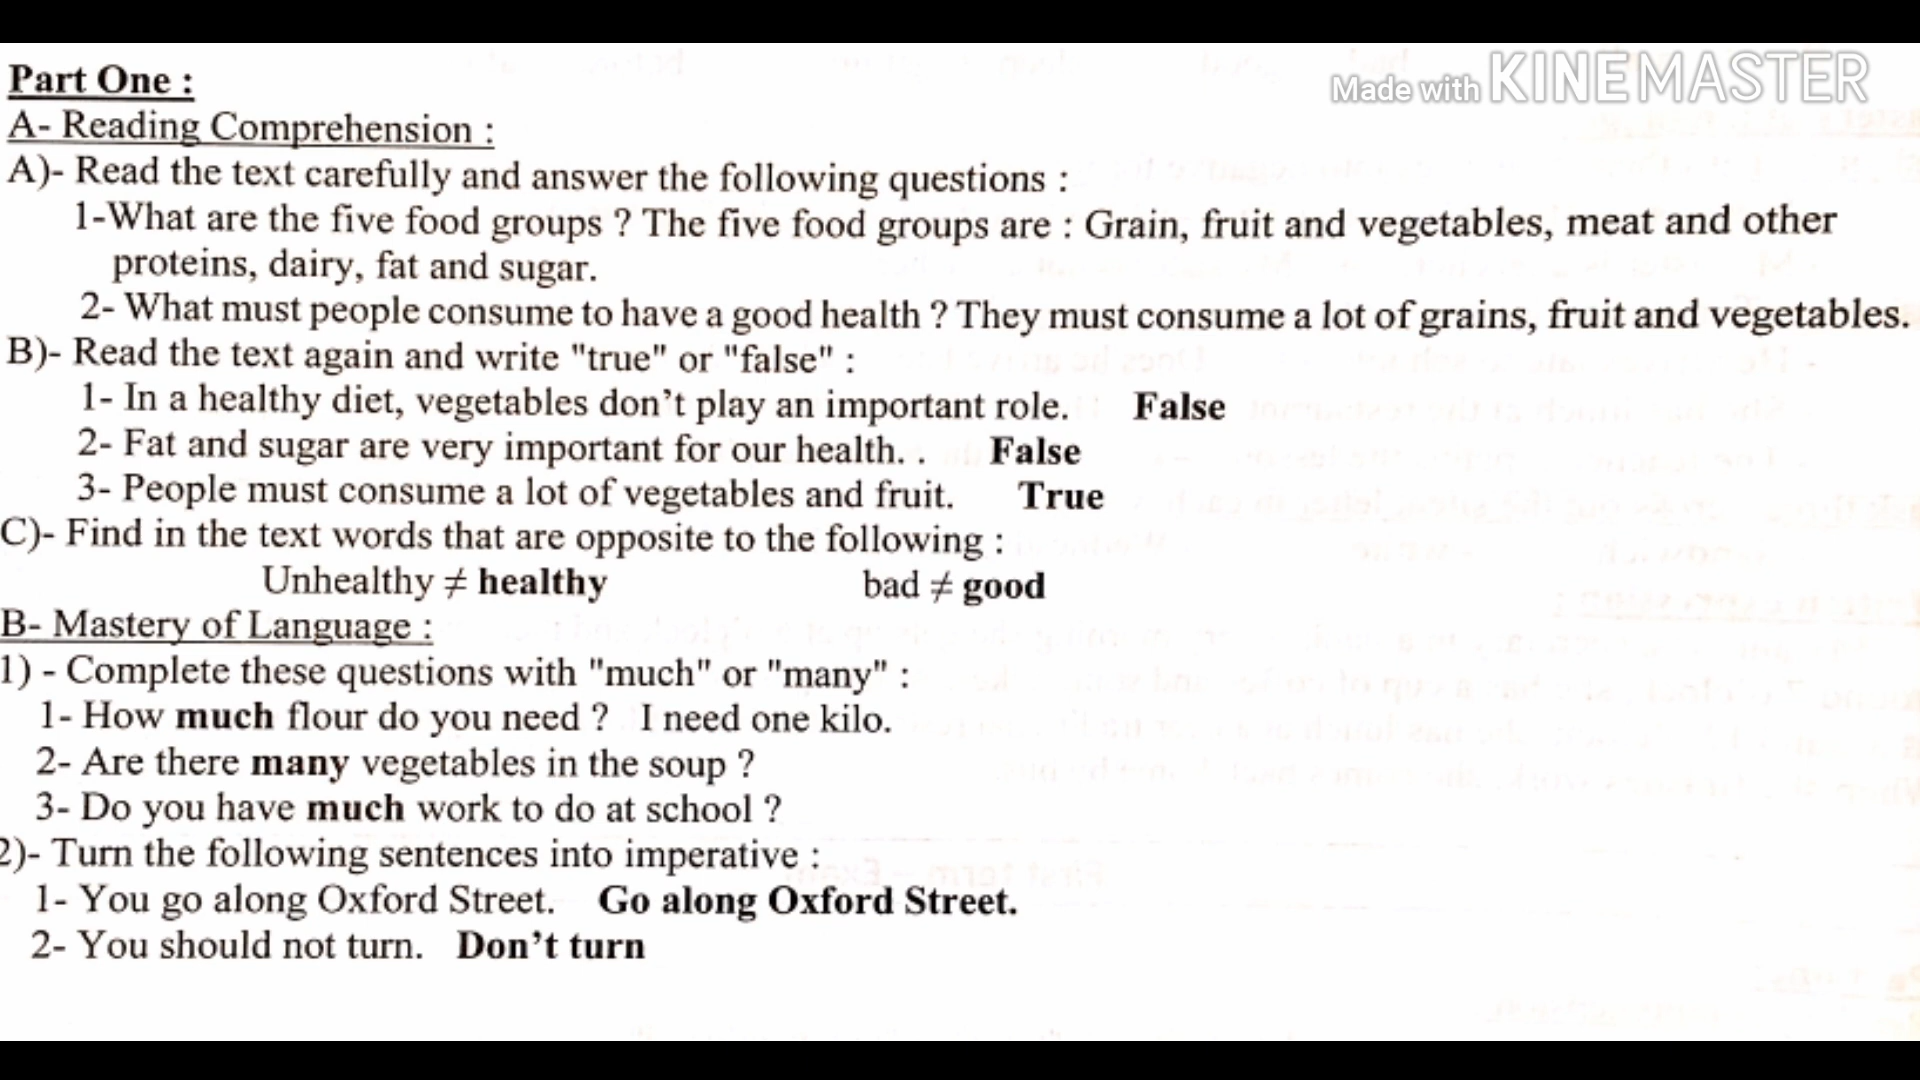 Made with KINEMASTER
Part One :
A- Reading Comprehension :
A)- Read the text carefully and answer the following questions :
1-What are the five food groups ? The five food groups are : Grain, fruit and vegetables, meat and other
proteins, dairy, fat and sugar.
2- What must people consume to have a good health ? They must consume a lot of grains, fruit and vegetables.
B)- Read the text again and write "true" or "false" :
1- In a healthy diet, vegetables don't play an important role. False
2- Fat and sugar are very important for our health. . False
3- People must consume a lot of vegetables and fruit. True
C)- Find in the text words that are opposite to the following :
Unhealthy ≠ healthy bad ≠ good
B- Mastery of Language :
1) - Complete these questions with "much" or "many" :
1- How much flour do you need ? I need one kilo.
2- Are there many vegetables in the soup ?
3- Do you have much work to do at school ?
2)- Turn the following sentences into imperative :
1- You go along Oxford Street. Go along Oxford Street.
2- You should not turn. Don't turn